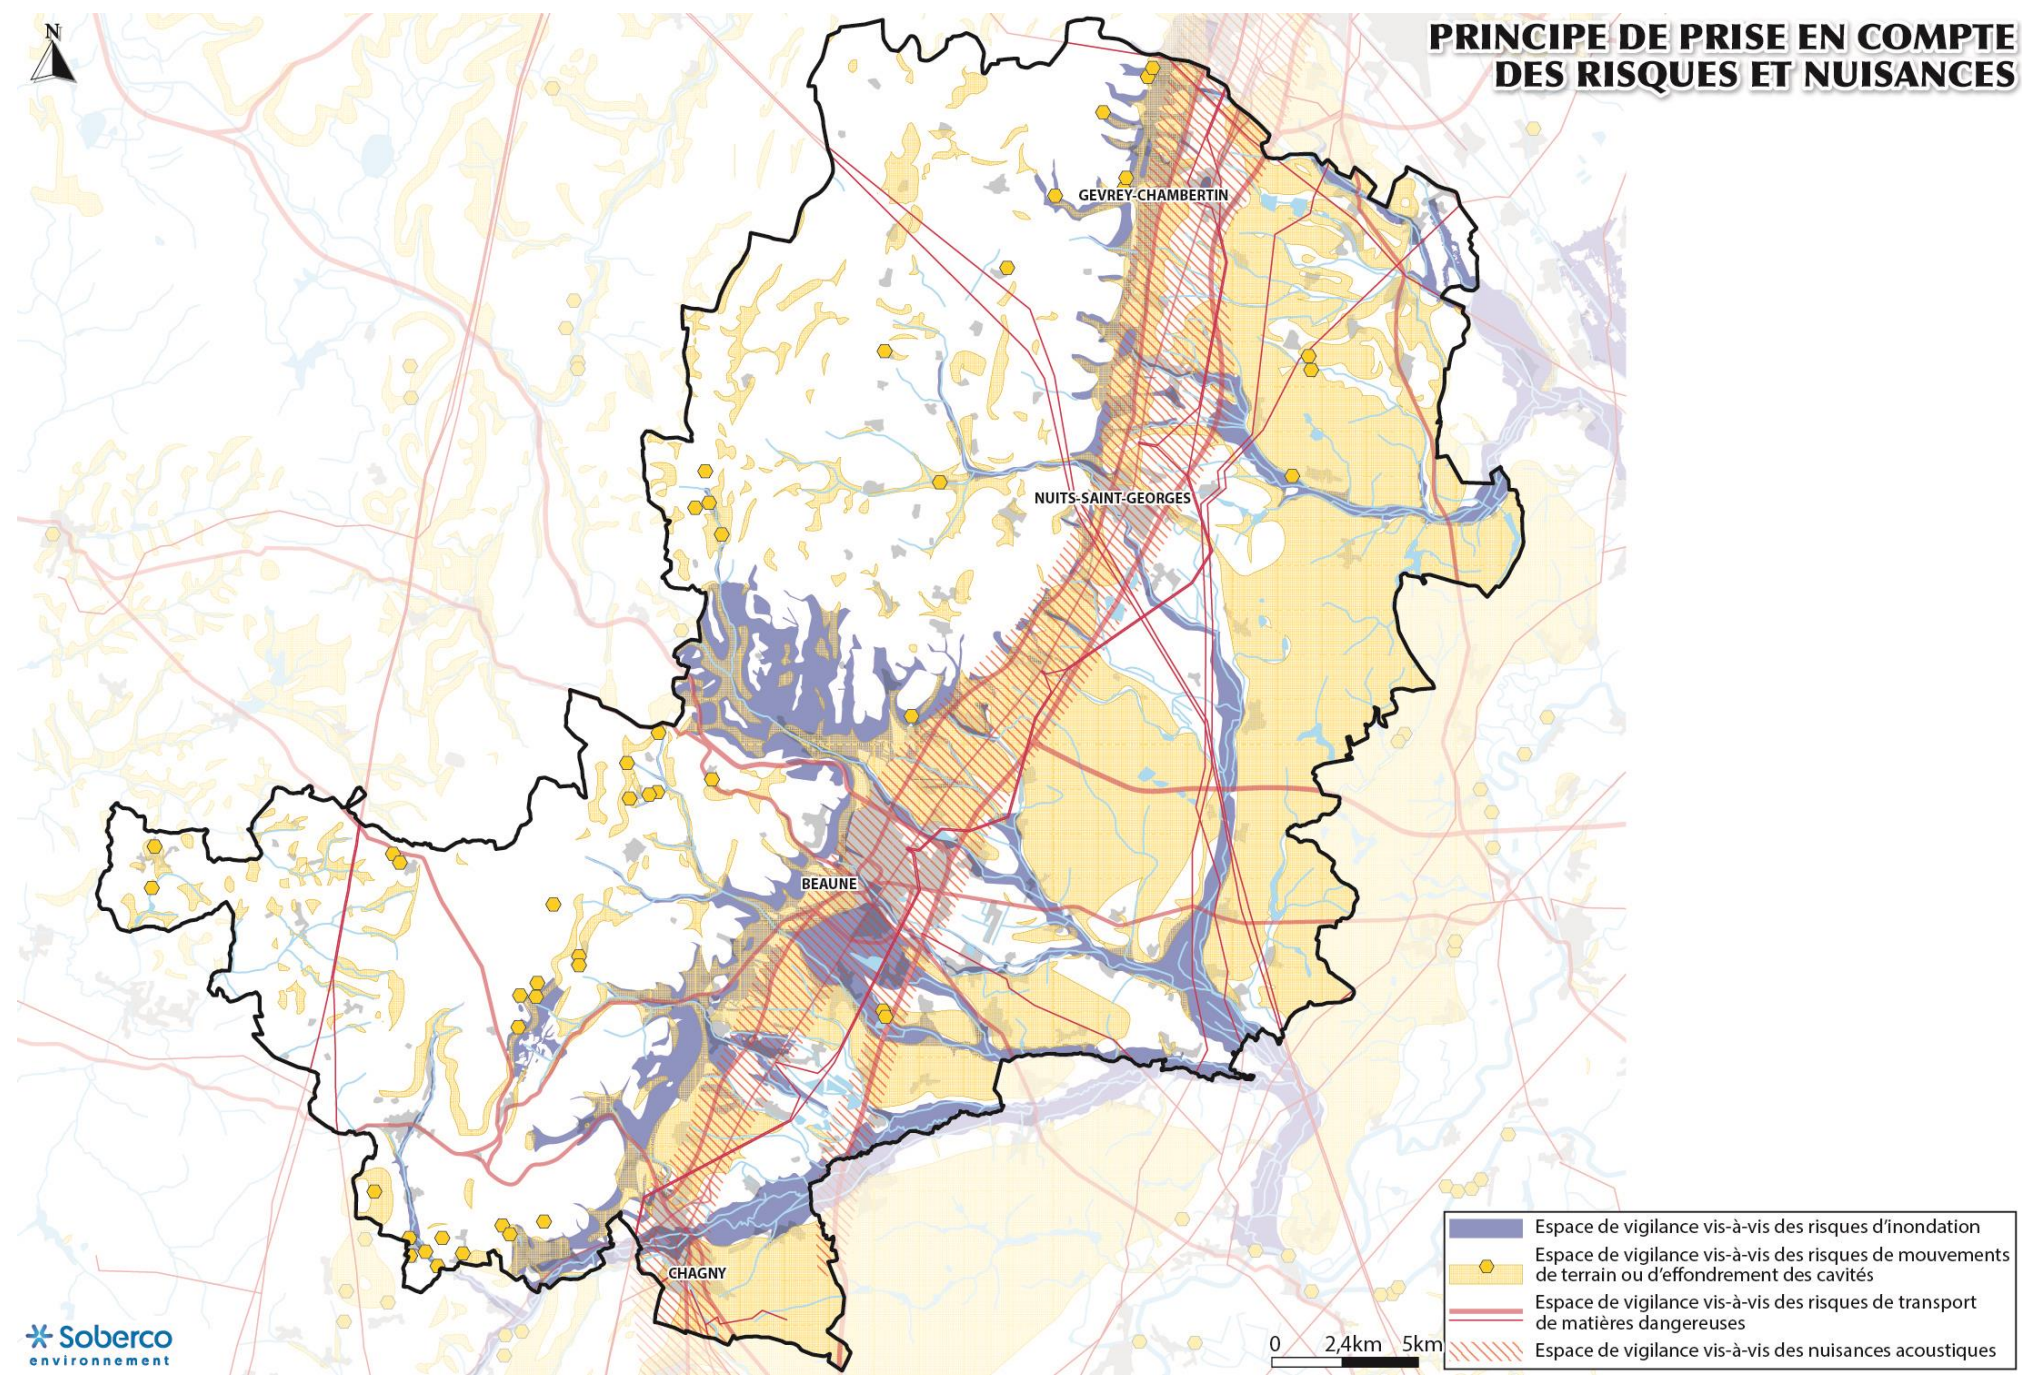 N
PRINCIPE DE PRISE EN COMPTE
DES RISQUES ET NUISANCES
GEVREY-CHAMBERTIN
NUITS-SAINT-GEORGES
BEAUNE
CHAGNY
Espace de vigilance vis-à-vis des risques d'inondation
Espace de vigilance vis-à-vis des risques de mouvements
de terrain ou d'effondrement des cavités
Espace de vigilance vis-à-vis des risques de transport
de matières dangereuses
Espace de vigilance vis-à-vis des nuisances acoustiques
0 2,4km 5km
Soberco
environnement